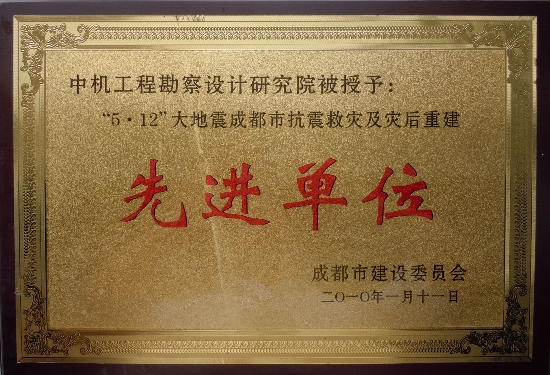 中机工程勘察设计研究院被授予：
“5·12”大地震成都市抗震救灾及灾后重建
先进单位
成都市建设委员会
二〇一〇年一月十一日